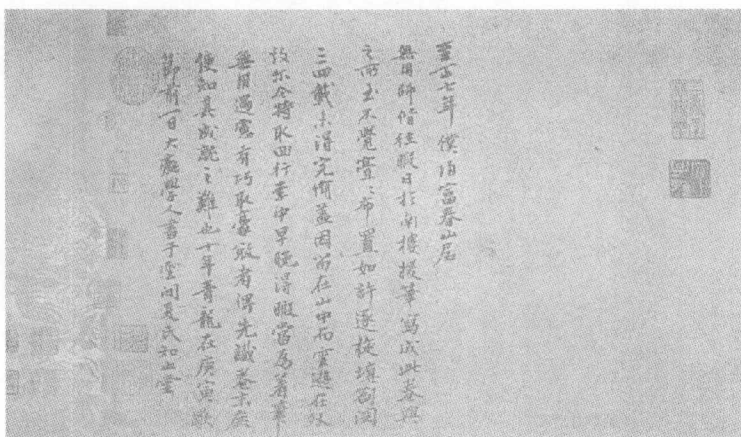 至正七年僕歸富春山居
無用師偕往暇日於南樓援筆寫成此卷興
之所至不覺亹〻布置如許逐旋填劄閱
三四載未得完備盖因留在山中而雲遊在外
故尔今特取回行李中早晚得暇當為著筆
無用過慮有巧取豪敚者俾先識卷末庶
使知其成就之難也十年青龍在庚寅歜
節前一日大癡學人書于雲間夏氏知止堂